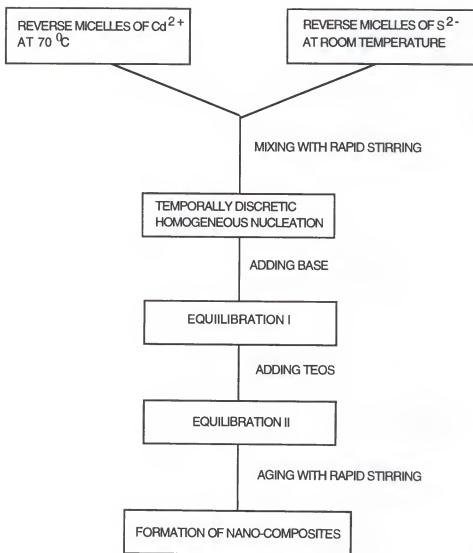 REVERSE MICELLES OF Cd2+
AT 70 0C
REVERSE MICELLES OF S2-
AT ROOM TEMPERATURE
MIXING WITH RAPID STIRRING
TEMPORALLY DISCRETIC
HOMOGENEOUS NUCLEATION
ADDING BASE
EQUIILIBRATION I
ADDING TEOS
EQUILIBRATION II
AGING WITH RAPID STIRRING
FORMATION OF NANO-COMPOSITES